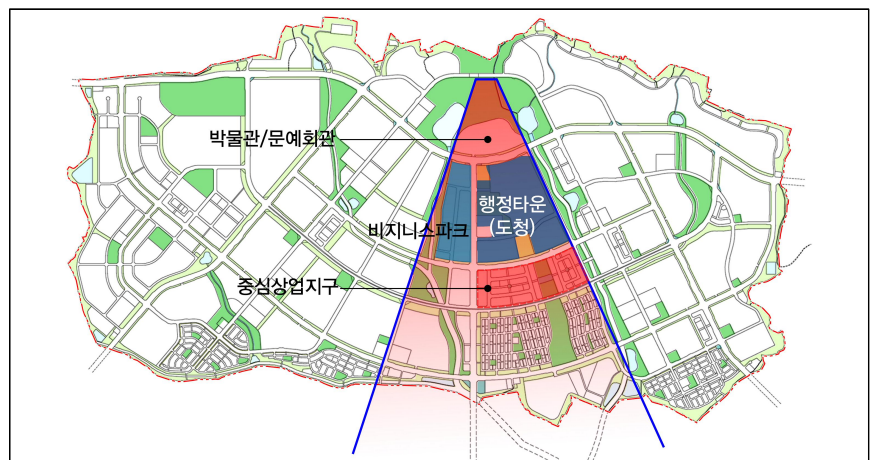 박물관/문예회관
행정타운
(도청)
비지니스파크
중심상업지구